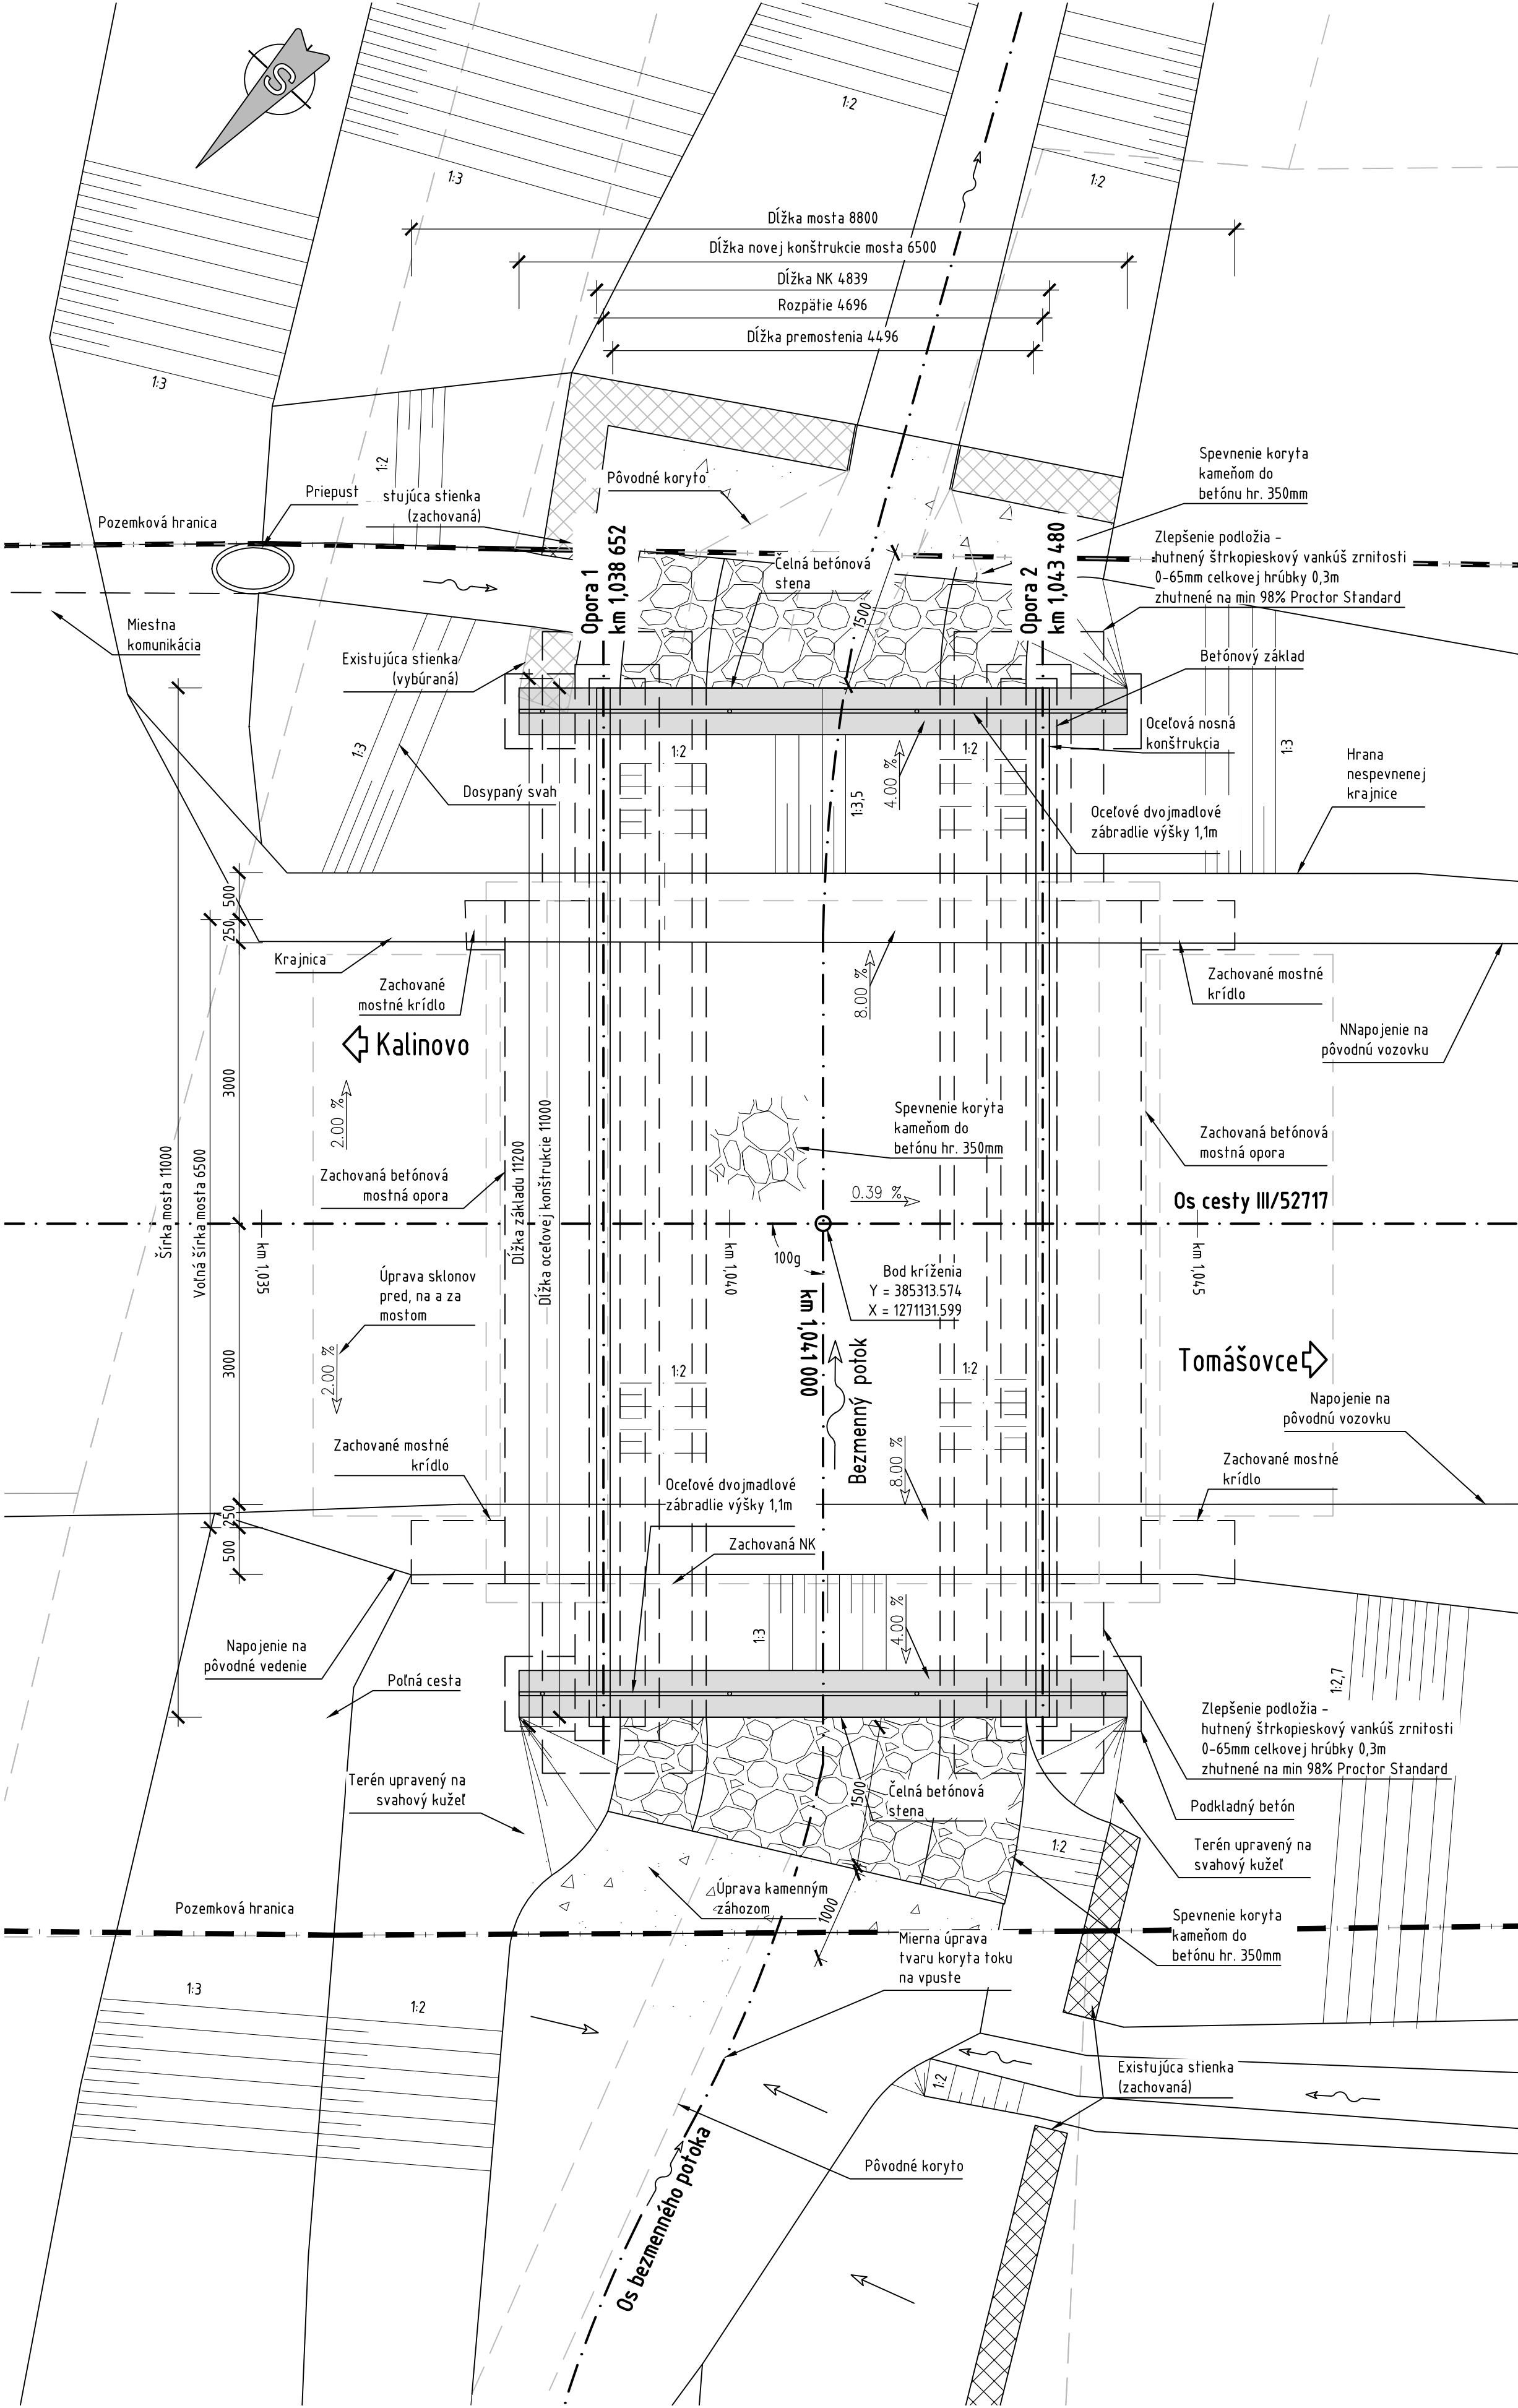 S
1:2
1:3
1:2
1:3
Dĺžka mosta 8800
Dĺžka novej konštrukcie mosta 6500
Dĺžka NK 4839
Rozpätie 4696
Dĺžka premostenia 4496
1:2
Priepust
stujúca stienka
(zachovaná)
Pozemková hranica
Pôvodné koryto
Spevnenie koryta
kameňom do
betónu hr. 350mm
Opora 1
km 1,038 652
Opora 2
km 1,043 480
Čelná betónová
stena
1500
Zlepšenie podložia -
hutnený štrkopieskový vankúš zrnitosti
0-65mm celkovej hrúbky 0,3m
zhutnené na min 98% Proctor Standard
Miestna
komunikácia
Existujúca stienka
(vybúraná)
Betónový základ
Oceľová nosná
konštrukcia
1:3
1:3
1:2
1:2
1:3,5
4.00 %
Dosypaný svah
Hrana
nespevnenej
krajnice
Oceľové dvojmadlové
zábradlie výšky 1,1m
500
250
3000
3000
250
500
Šírka mosta 11000
Voľná šírka mosta 6500
Krajnica
Zachované
mostné krídlo
8.00 %
Zachované
mostné krídlo
NNapojenie na
pôvodnú vozovku
Kalinovo
2.00 %
Dĺžka základu 11200
Dĺžka oceľovej konštrukcie 11000
Spevnenie koryta
kameňom do
betónu hr. 350mm
Zachovaná betónová
mostná opora
Zachovaná betónová
mostná opora
0.39 %
Os cesty III/52717
km 1,035
km 1,040
km 1,045
100g
Bod kríženia
Y = 385313.574
X = 1271131.599
km 1,041 000
Bezmenný potok
Úprava sklonov
pred, na a za
mostom
2.00 %
1:2
1:2
Tomášovce
Napojenie na
pôvodnú vozovku
Zachované mostné
krídlo
Zachované mostné
krídlo
8.00 %
Oceľové dvojmadlové
zábradlie výšky 1,1m
Zachovaná NK
1:3
4.00 %
Napojenie na
pôvodné vedenie
Poľná cesta
1:2,7
Zlepšenie podložia -
hutnený štrkopieskový vankúš zrnitosti
0-65mm celkovej hrúbky 0,3m
zhutnené na min 98% Proctor Standard
Terén upravený na
svahový kužeľ
1500
Čelná betónová
stena
Podkladný betón
1:2
Terén upravený na
svahový kužeľ
Úprava kamenným
záhozom
1000
Pozemková hranica
Spevnenie koryta
kameňom do
betónu hr. 350mm
Mierna úprava
tvaru koryta toku
na vpuste
1:3
1:2
1:2
Existujúca stienka
(zachovaná)
Pôvodné koryto
Os bezmenného potoka